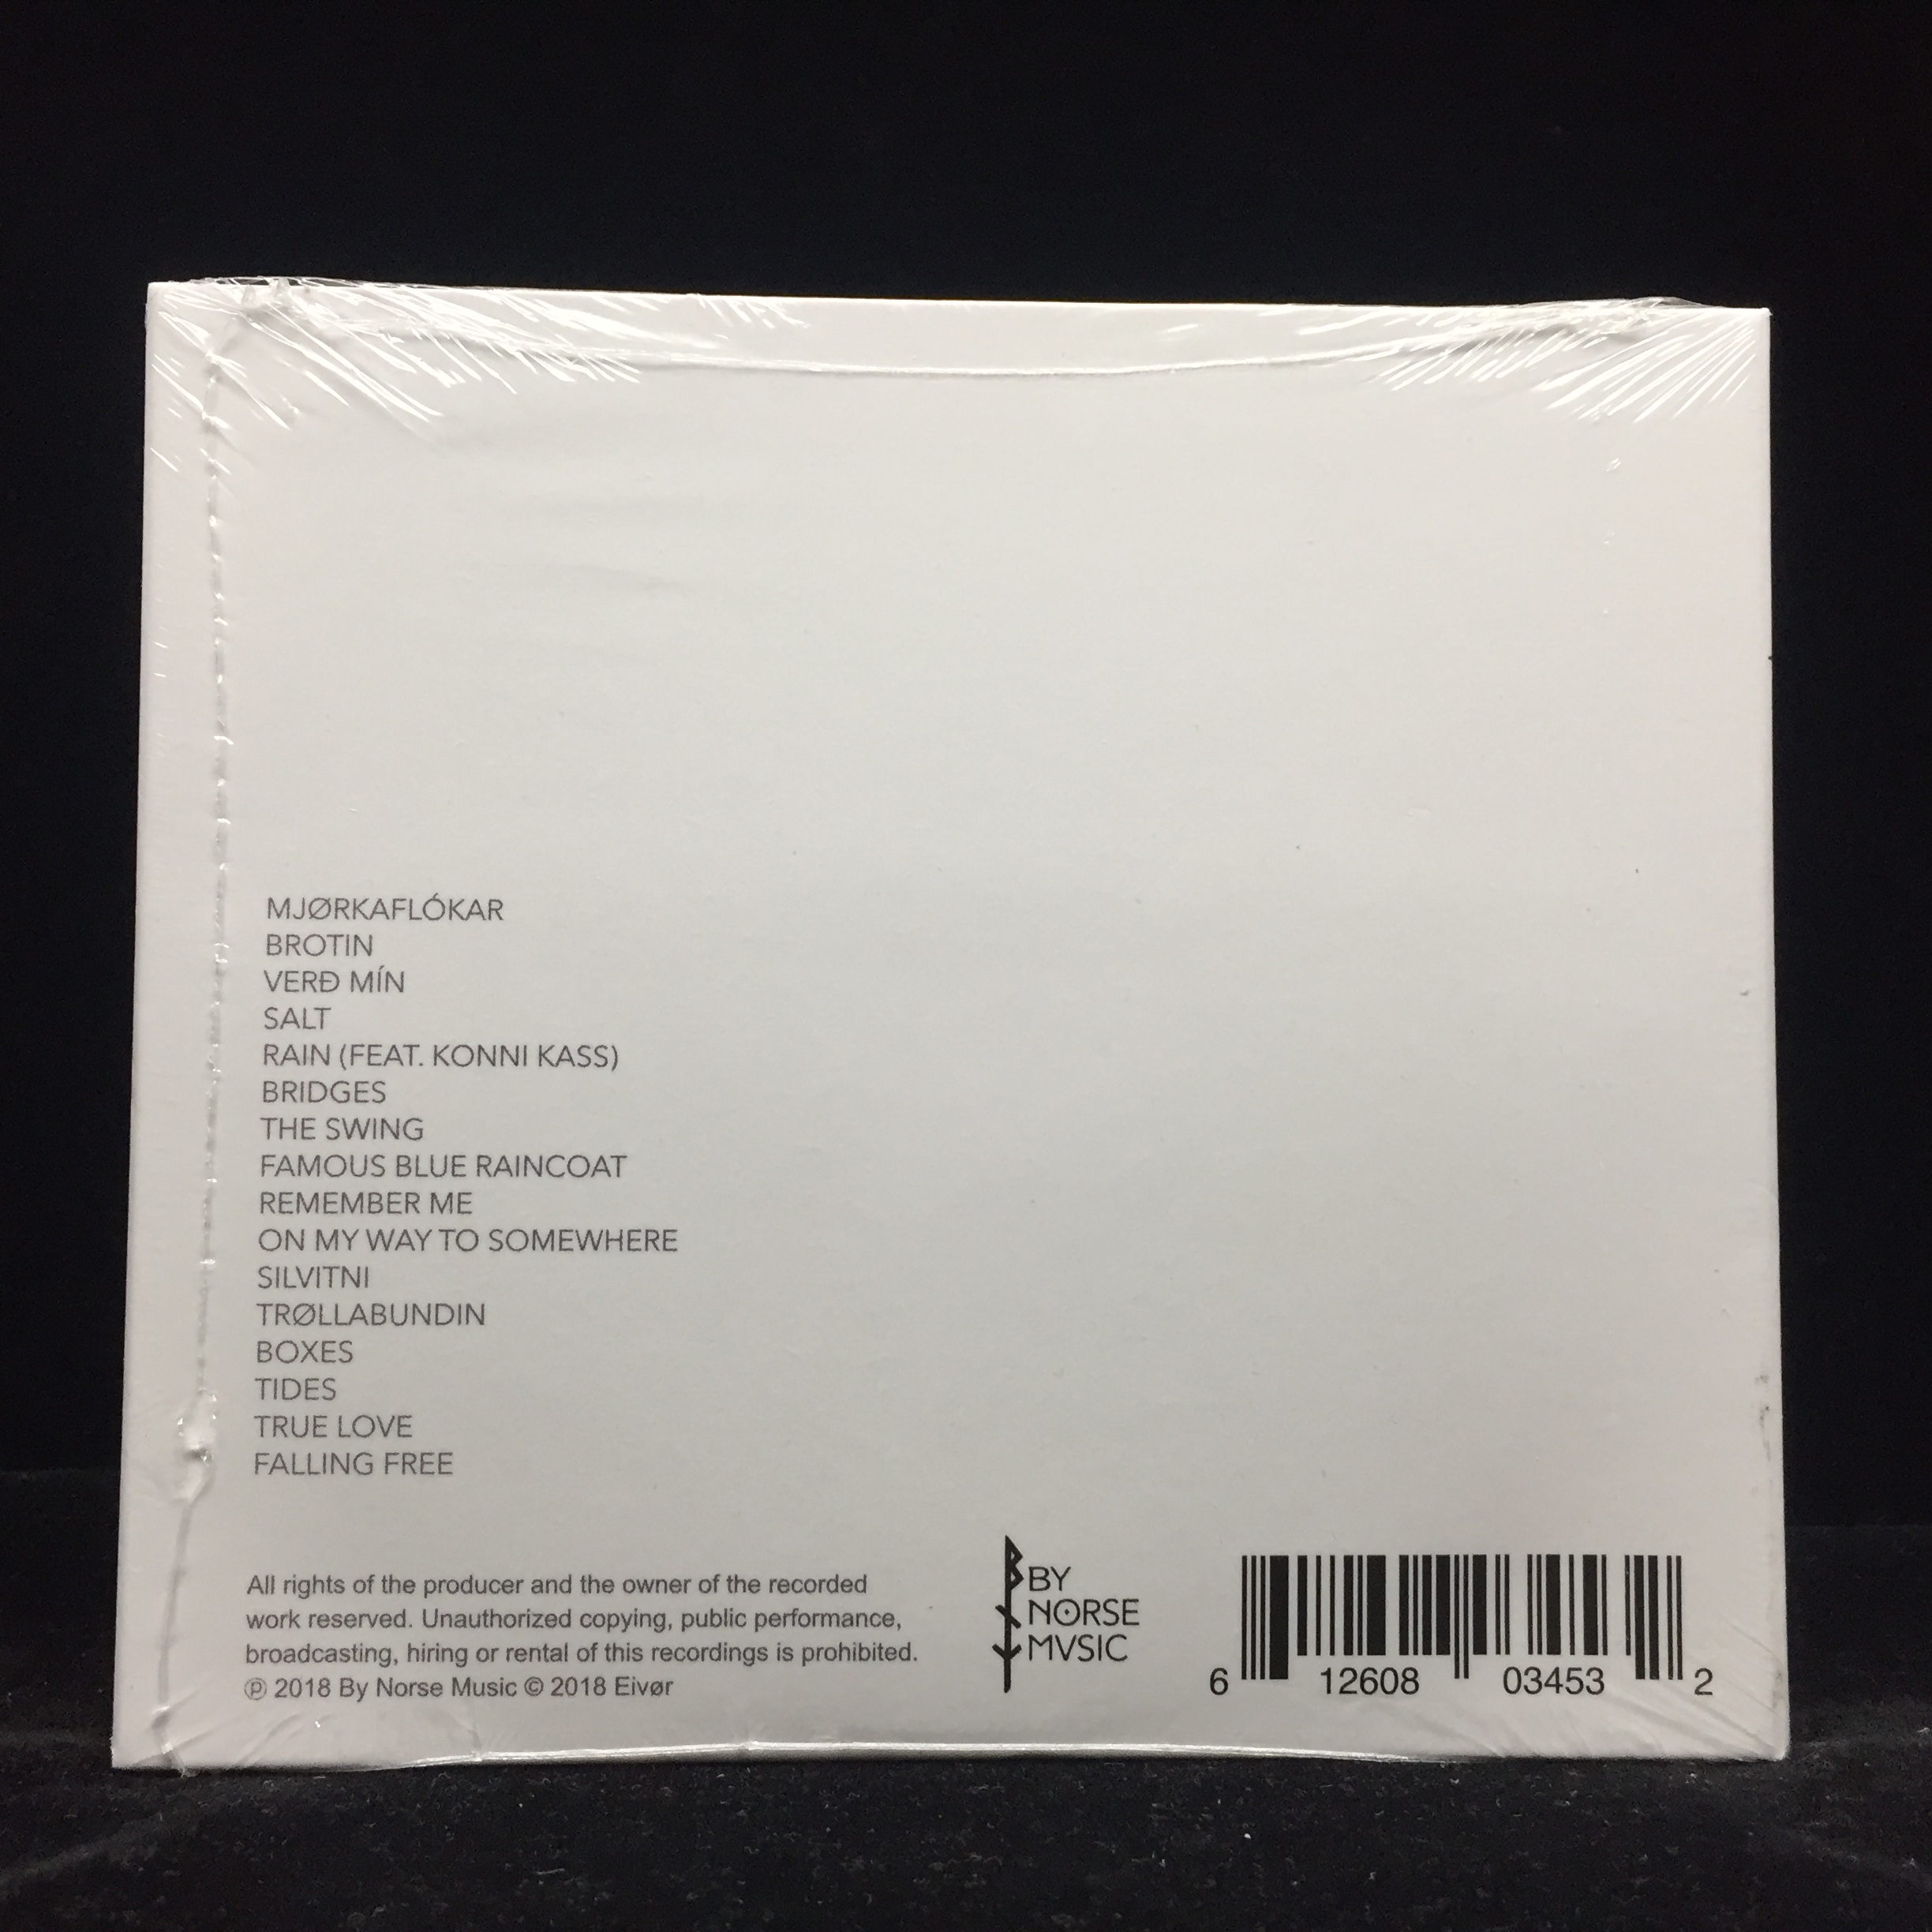 MJØRKAFLÓKAR
BROTIN
VERÐ MÍN
SALT
RAIN (FEAT. KONNI KASS)
BRIDGES
THE SWING
FAMOUS BLUE RAINCOAT
REMEMBER ME
ON MY WAY TO SOMEWHERE
SILVITNI
TRØLLABUNDIN
BOXES
TIDES
TRUE LOVE
FALLING FREE
All rights of the producer and the owner of the recorded
work reserved. Unauthorized copying, public performance,
broadcasting, hiring or rental of this recordings is prohibited.
℗ 2018 By Norse Music © 2018 Eivør
BY
NORSE
MVSIC
6 12608 03453 2